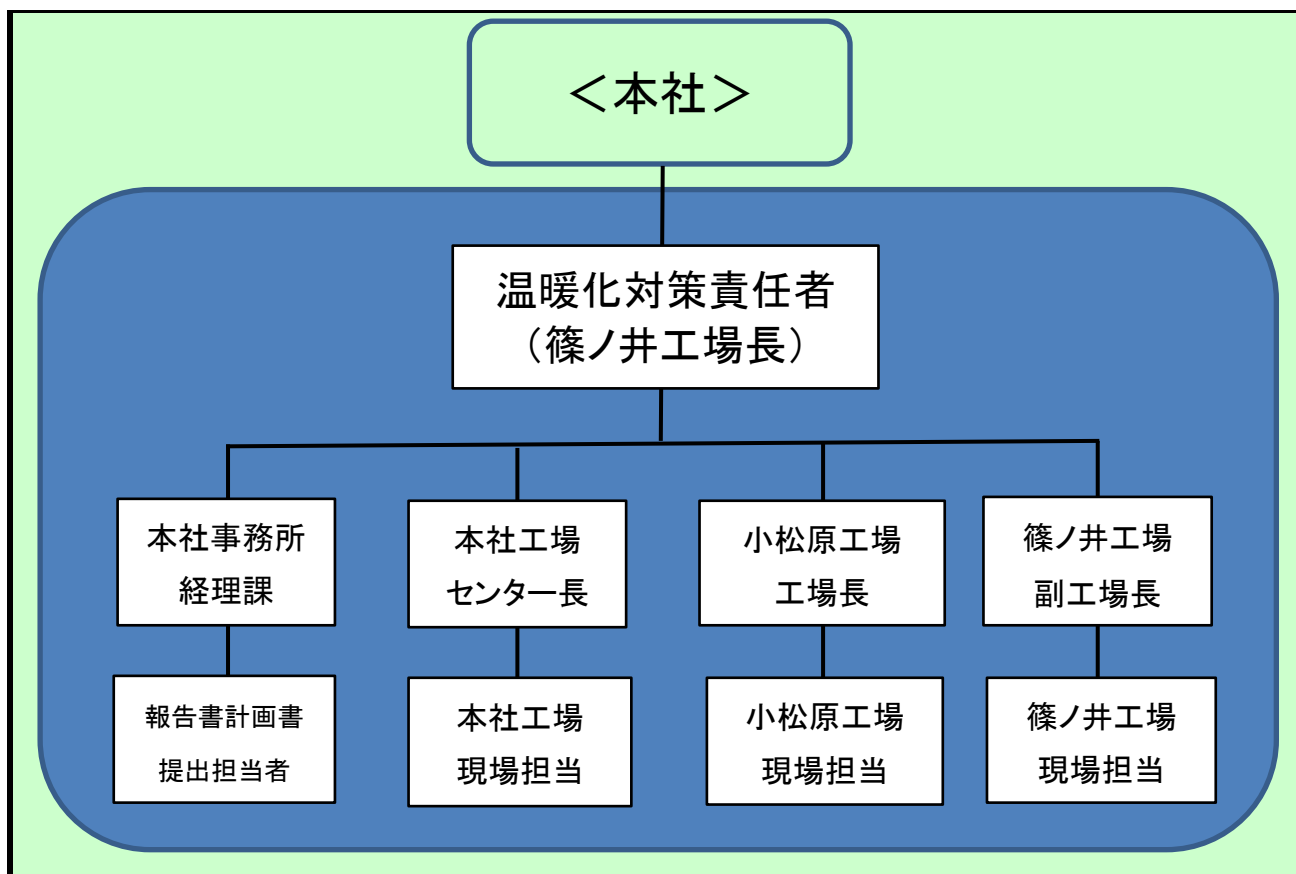 ＜本社＞
温暖化対策責任者
（篠ノ井工場長）
本社事務所
経理課
本社工場
センター長
小松原工場
工場長
篠ノ井工場
副工場長
報告書計画書
提出担当者
本社工場
現場担当
小松原工場
現場担当
篠ノ井工場
現場担当